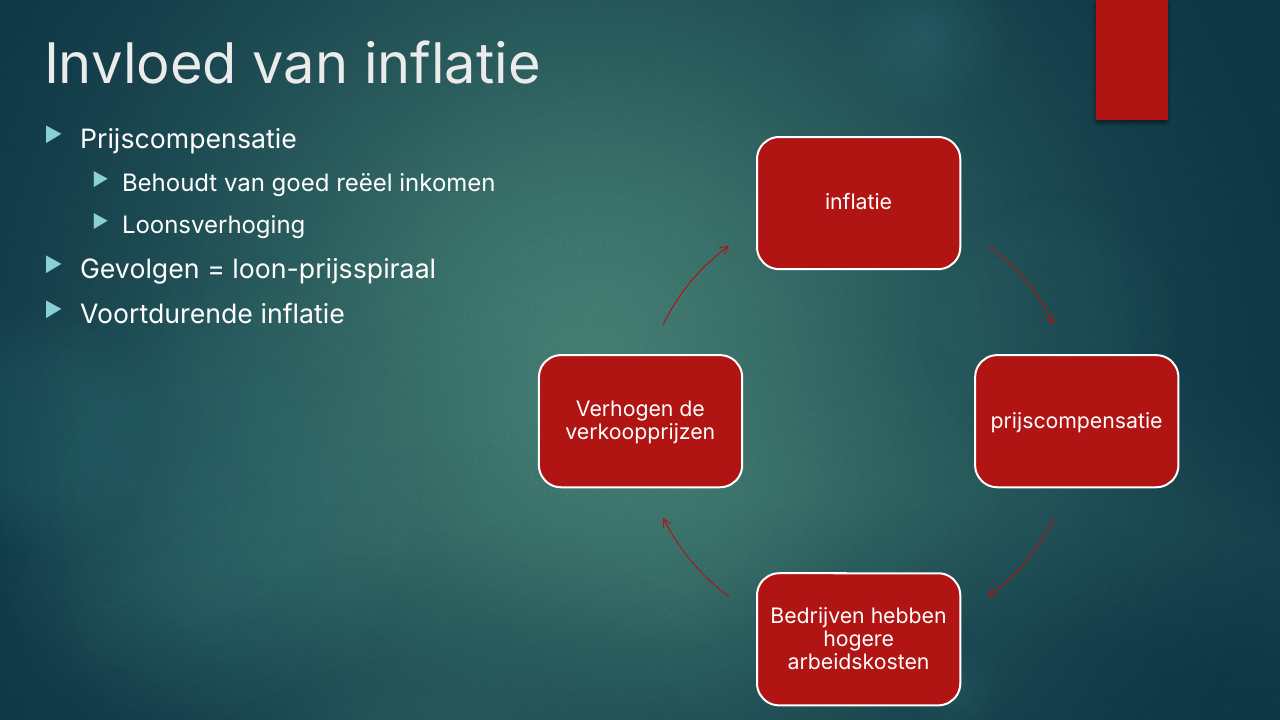 Invloed van inflatie
Prijscompensatie
Behoudt van goed reëel inkomen
Loonsverhoging
Gevolgen = loon-prijsspiraal
Voortdurende inflatie
inflatie
prijscompensatie
Bedrijven hebben
hogere
arbeidskosten
Verhogen de
verkoopprijzen